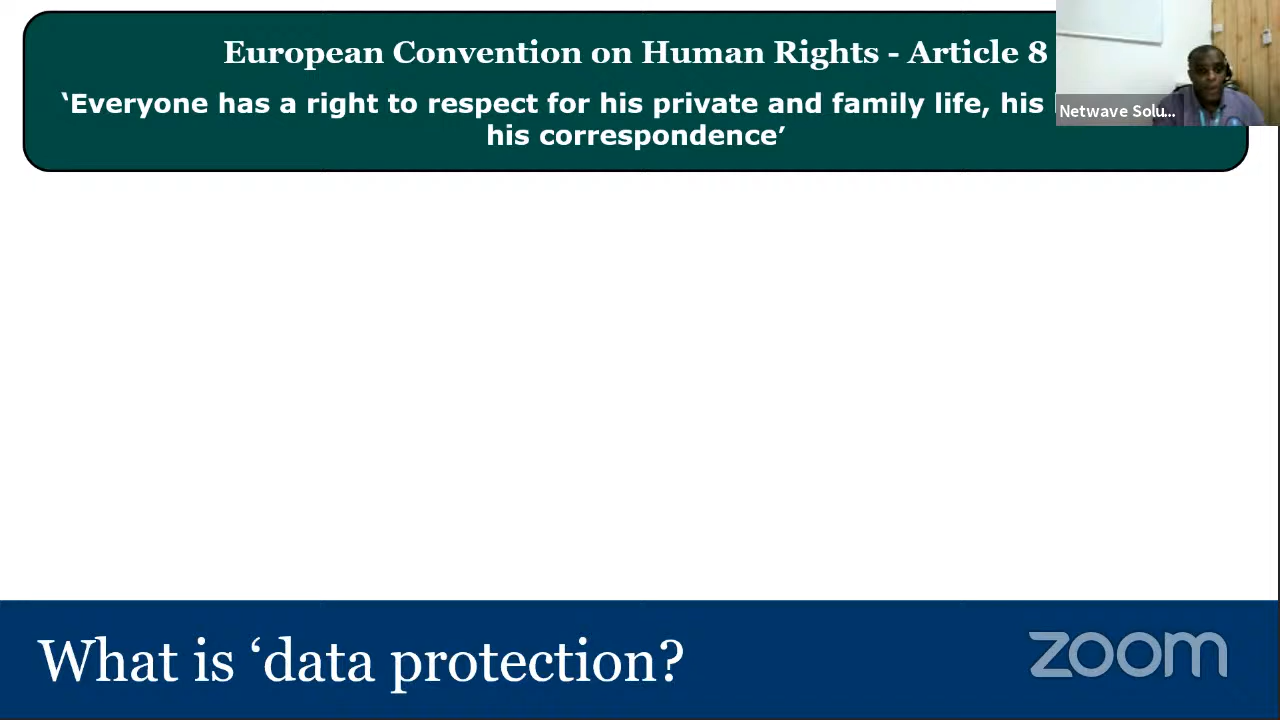 European Convention on Human Rights - Article 8
‘Everyone has a right to respect for his private and family life, his
his correspondence’
Netwave Solu...
What is ‘data protection?
zoom